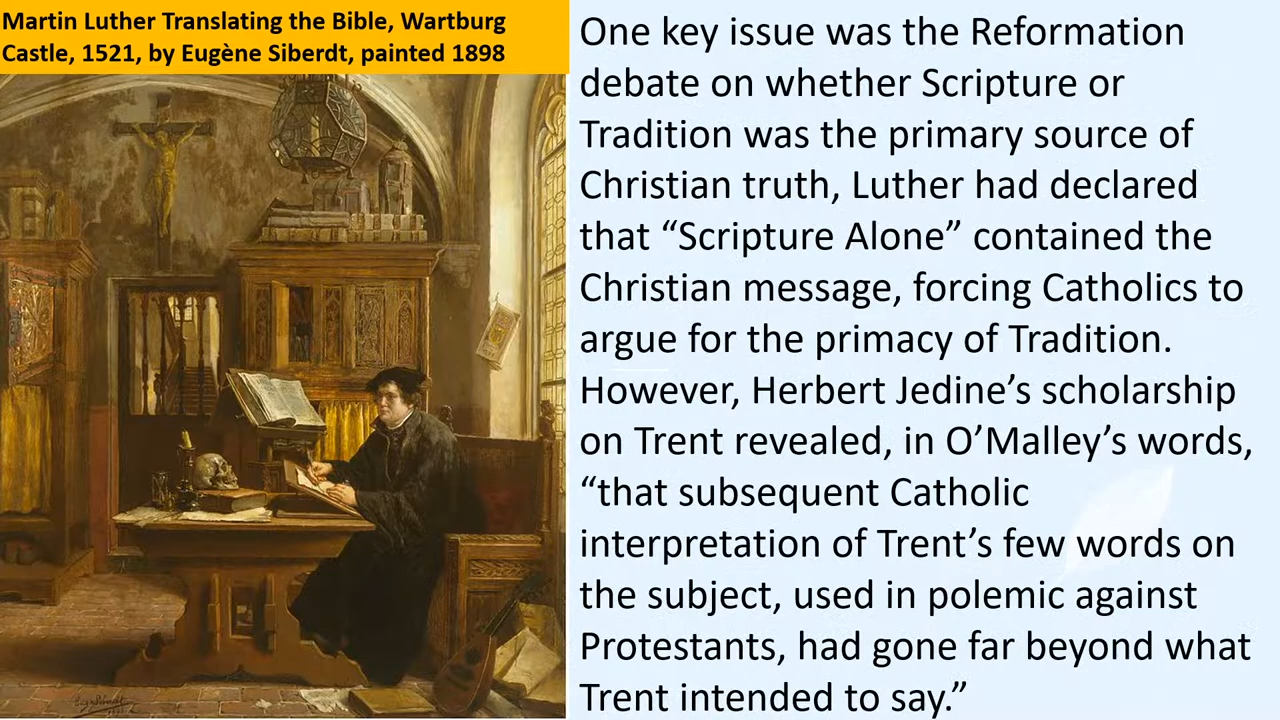 Martin Luther Translating the Bible, Wartburg
Castle, 1521, by Eugène Siberdt, painted 1898
One key issue was the Reformation
debate on whether Scripture or
Tradition was the primary source of
Christian truth, Luther had declared
that “Scripture Alone” contained the
Christian message, forcing Catholics to
argue for the primacy of Tradition.
However, Herbert Jedine’s scholarship
on Trent revealed, in O’Malley’s words,
“that subsequent Catholic
interpretation of Trent’s few words on
the subject, used in polemic against
Protestants, had gone far beyond what
Trent intended to say.”